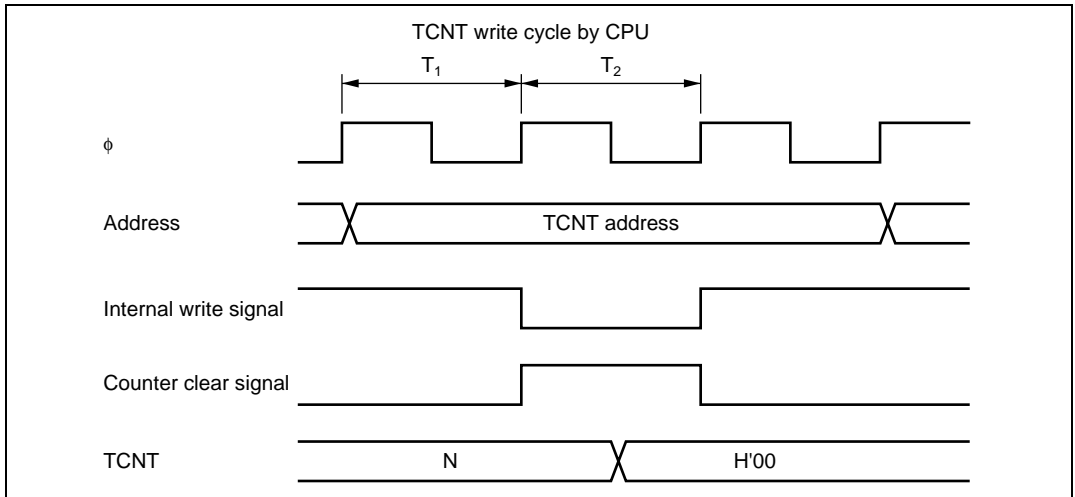 TCNT write cycle by CPU
T1 T2
φ
Address TCNT address
Internal write signal
Counter clear signal
TCNT N H'00